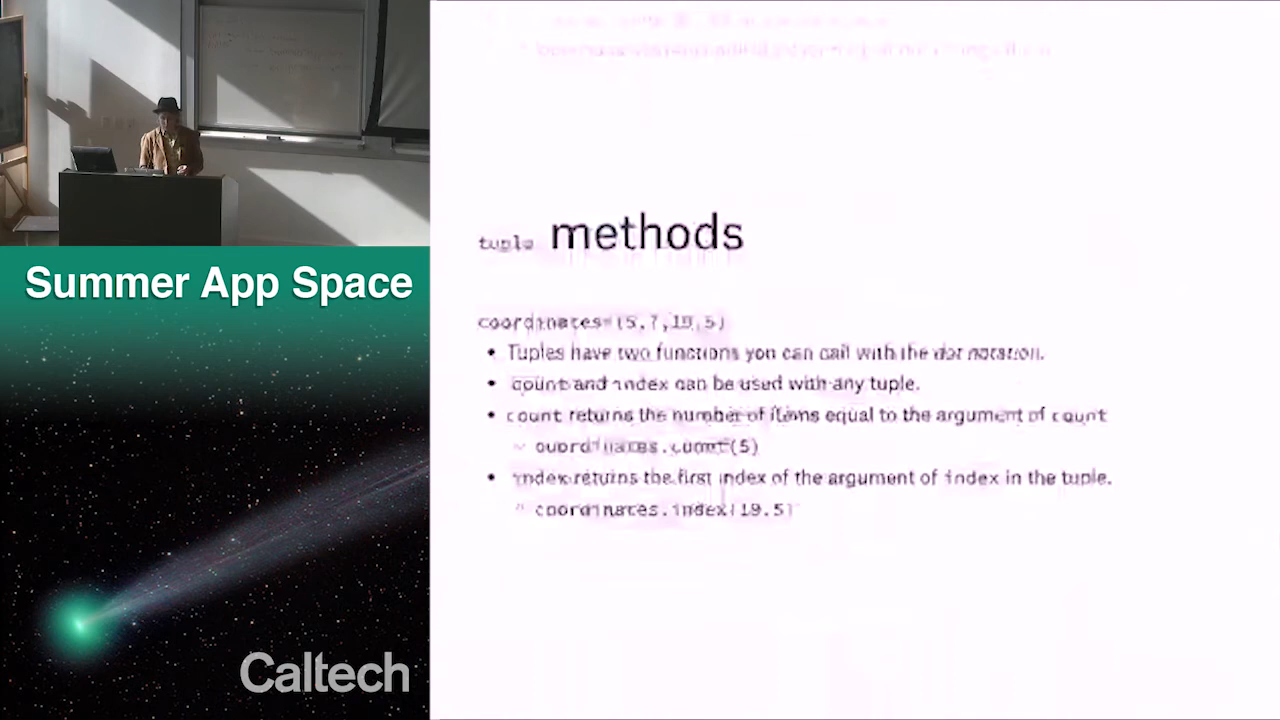 Summer App Space
Caltech
tuple methods
coordinates=(5,7,19.5)
• Tuples have two functions you can call with the dot notation.
• count and index can be used with any tuple.
• count returns the number of items equal to the argument of count
coordinates.count(5)
• index returns the first index of the argument of index in the tuple.
coordinates.index(19.5)